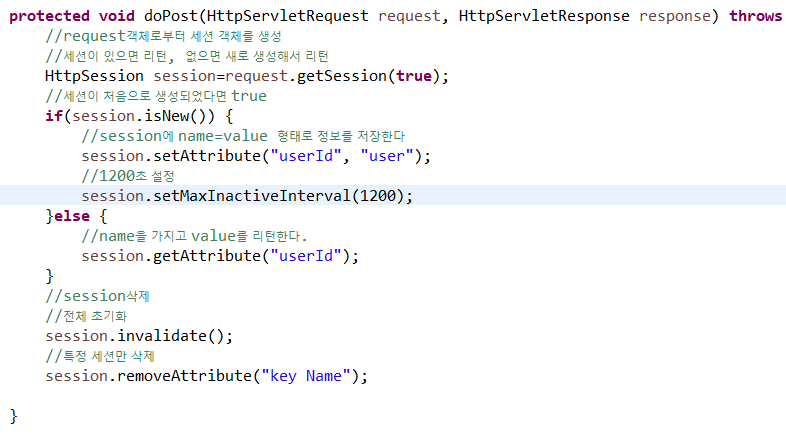 protected void doPost(HttpServletRequest request, HttpServletResponse response) throws
//request객체로부터 세션 객체를 생성
//세션이 있으면 리턴, 없으면 새로 생성해서 리턴
HttpSession session=request.getSession(true);
//세션이 처음으로 생성되었다면 true
if(session.isNew()) {
//session에 name=value 형태로 정보를 저장한다
session.setAttribute("userId", "user");
//1200초 설정
session.setMaxInactiveInterval(1200);
}else {
//name을 가지고 value를 리턴한다.
session.getAttribute("userId");
}
//session삭제
//전체 초기화
session.invalidate();
//특정 세션만 삭제
session.removeAttribute("key Name");
}